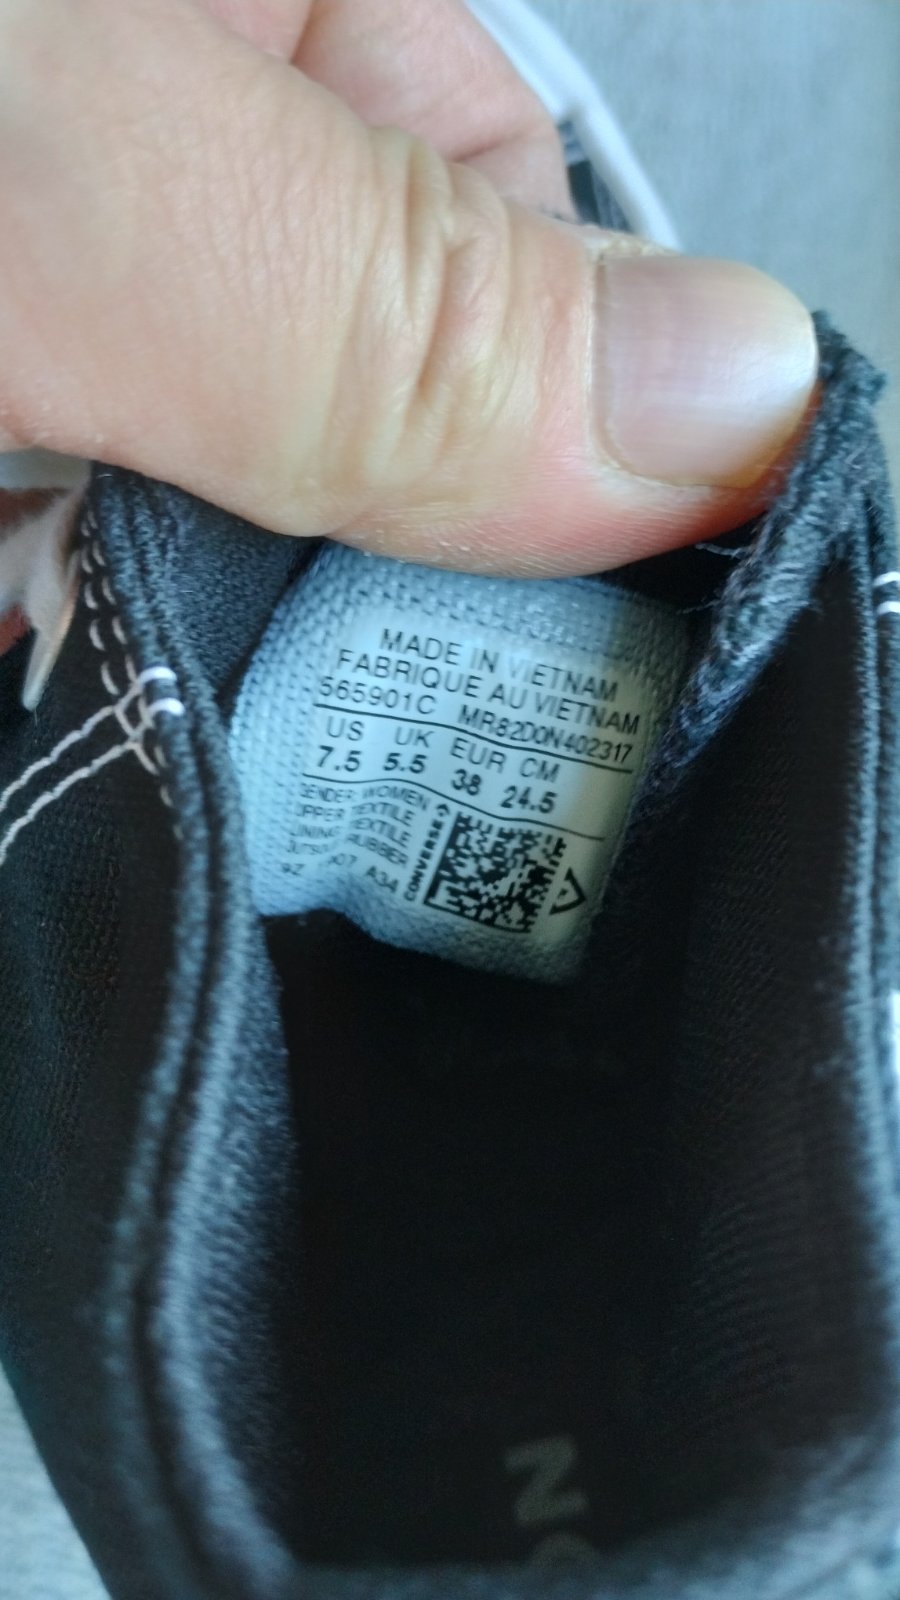 MADE IN VIETNAM
FABRIQUE AU VIETNAM
565901C MR82D0N402317
US UK EUR CM
7.5 5.5 38 24.5
GENDER: WOMEN
UPPER TEXTILE
LINING TEXTILE
OUTSOLE RUBBER
A34
CONVERSE